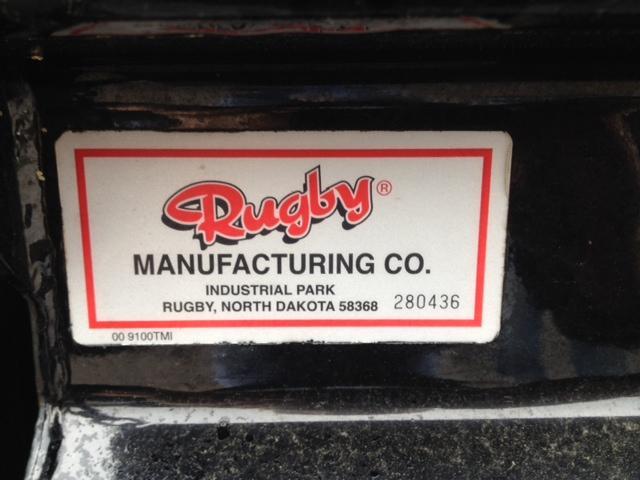 Rugby®
MANUFACTURING CO.
INDUSTRIAL PARK
RUGBY, NORTH DAKOTA 58368 280436
00 9100TMI